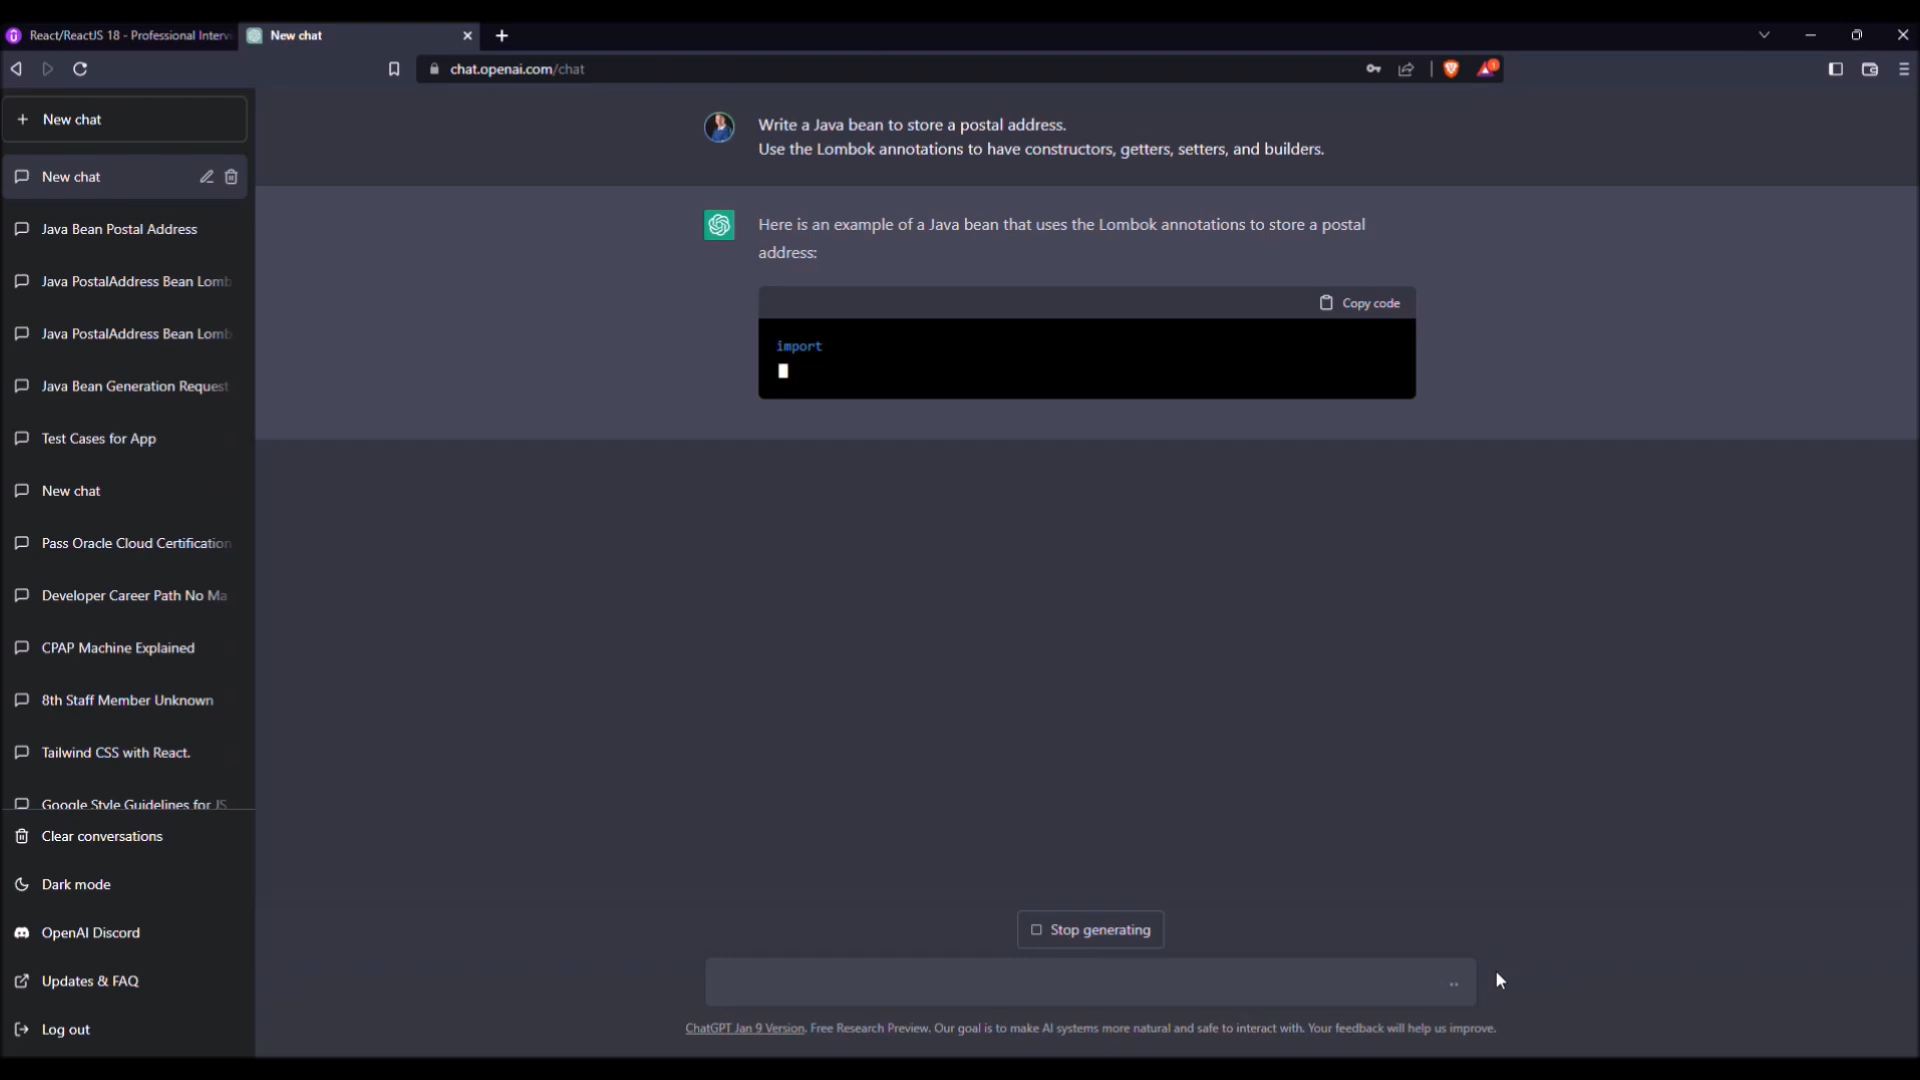 React/ReactJS 18 - Professional Interv
New chat
chat.openai.com/chat
1
New chat
New chat
Java Bean Postal Address
Java PostalAddress Bean Lomb
Java PostalAddress Bean Lomb
Java Bean Generation Request
Test Cases for App
New chat
Pass Oracle Cloud Certification
Developer Career Path No Ma
CPAP Machine Explained
8th Staff Member Unknown
Tailwind CSS with React.
Google Style Guidelines for JS
Clear conversations
Dark mode
OpenAI Discord
Updates & FAQ
Log out
Write a Java bean to store a postal address.
Use the Lombok annotations to have constructors, getters, setters, and builders.
Here is an example of a Java bean that uses the Lombok annotations to store a postal
address:
Copy code
import
Stop generating
ChatGPT Jan 9 Version. Free Research Preview. Our goal is to make AI systems more natural and safe to interact with. Your feedback will help us improve.